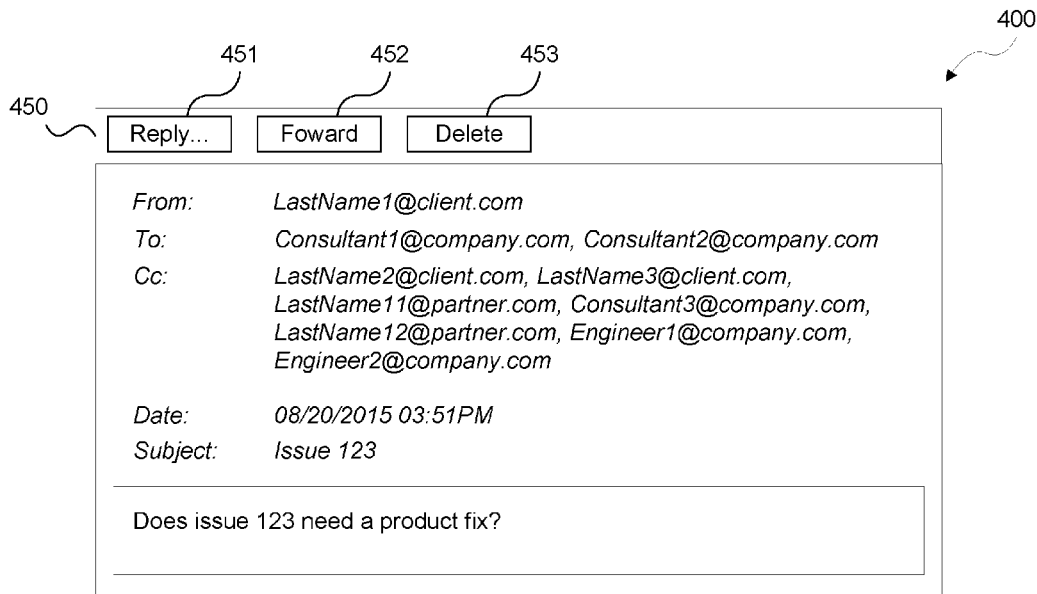 400
451 452 453
450
Reply... Foward Delete
From: LastName1@client.com
To: Consultant1@company.com, Consultant2@company.com
Cc: LastName2@client.com, LastName3@client.com,
LastName11@partner.com, Consultant3@company.com,
LastName12@partner.com, Engineer1@company.com,
Engineer2@company.com
Date: 08/20/2015 03:51PM
Subject: Issue 123
Does issue 123 need a product fix?